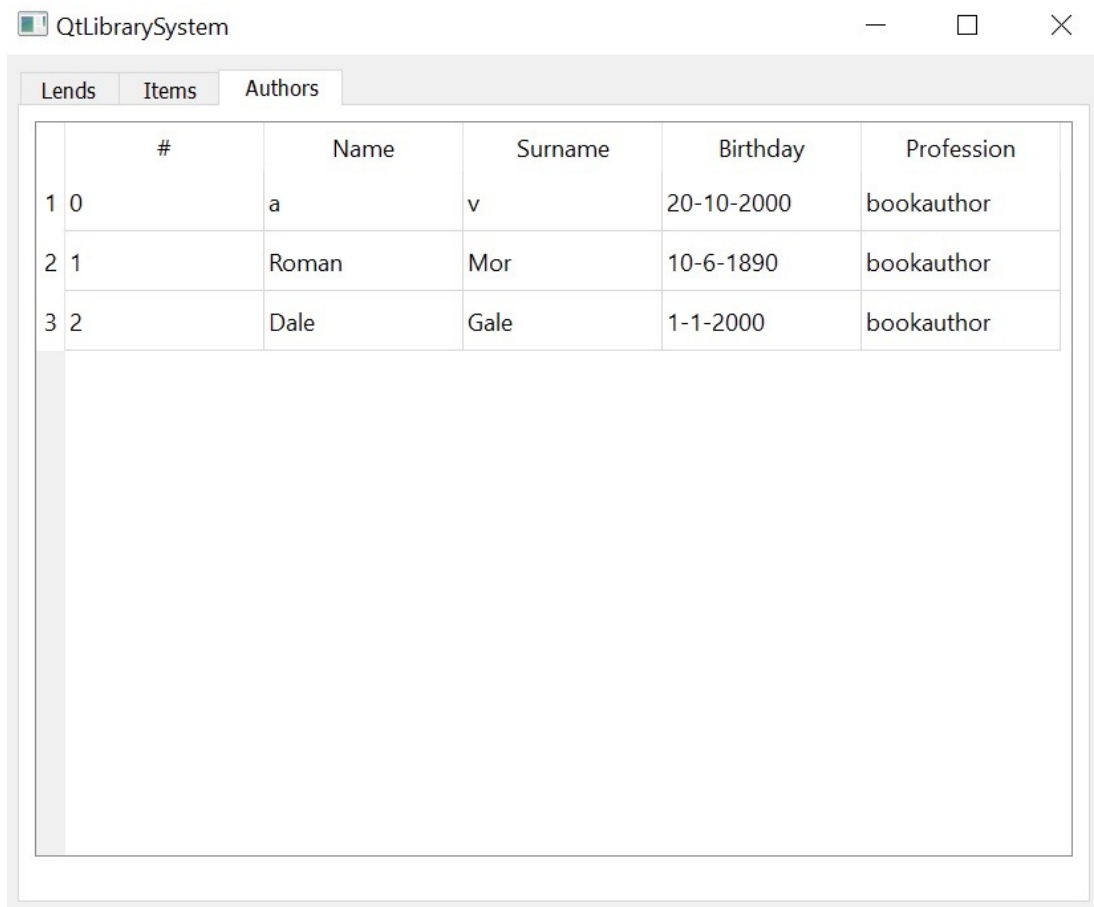 QtLibrarySystem
Lends Items Authors
# Name Surname Birthday Profession
1 0 a v 20-10-2000 bookauthor
2 1 Roman Mor 10-6-1890 bookauthor
3 2 Dale Gale 1-1-2000 bookauthor